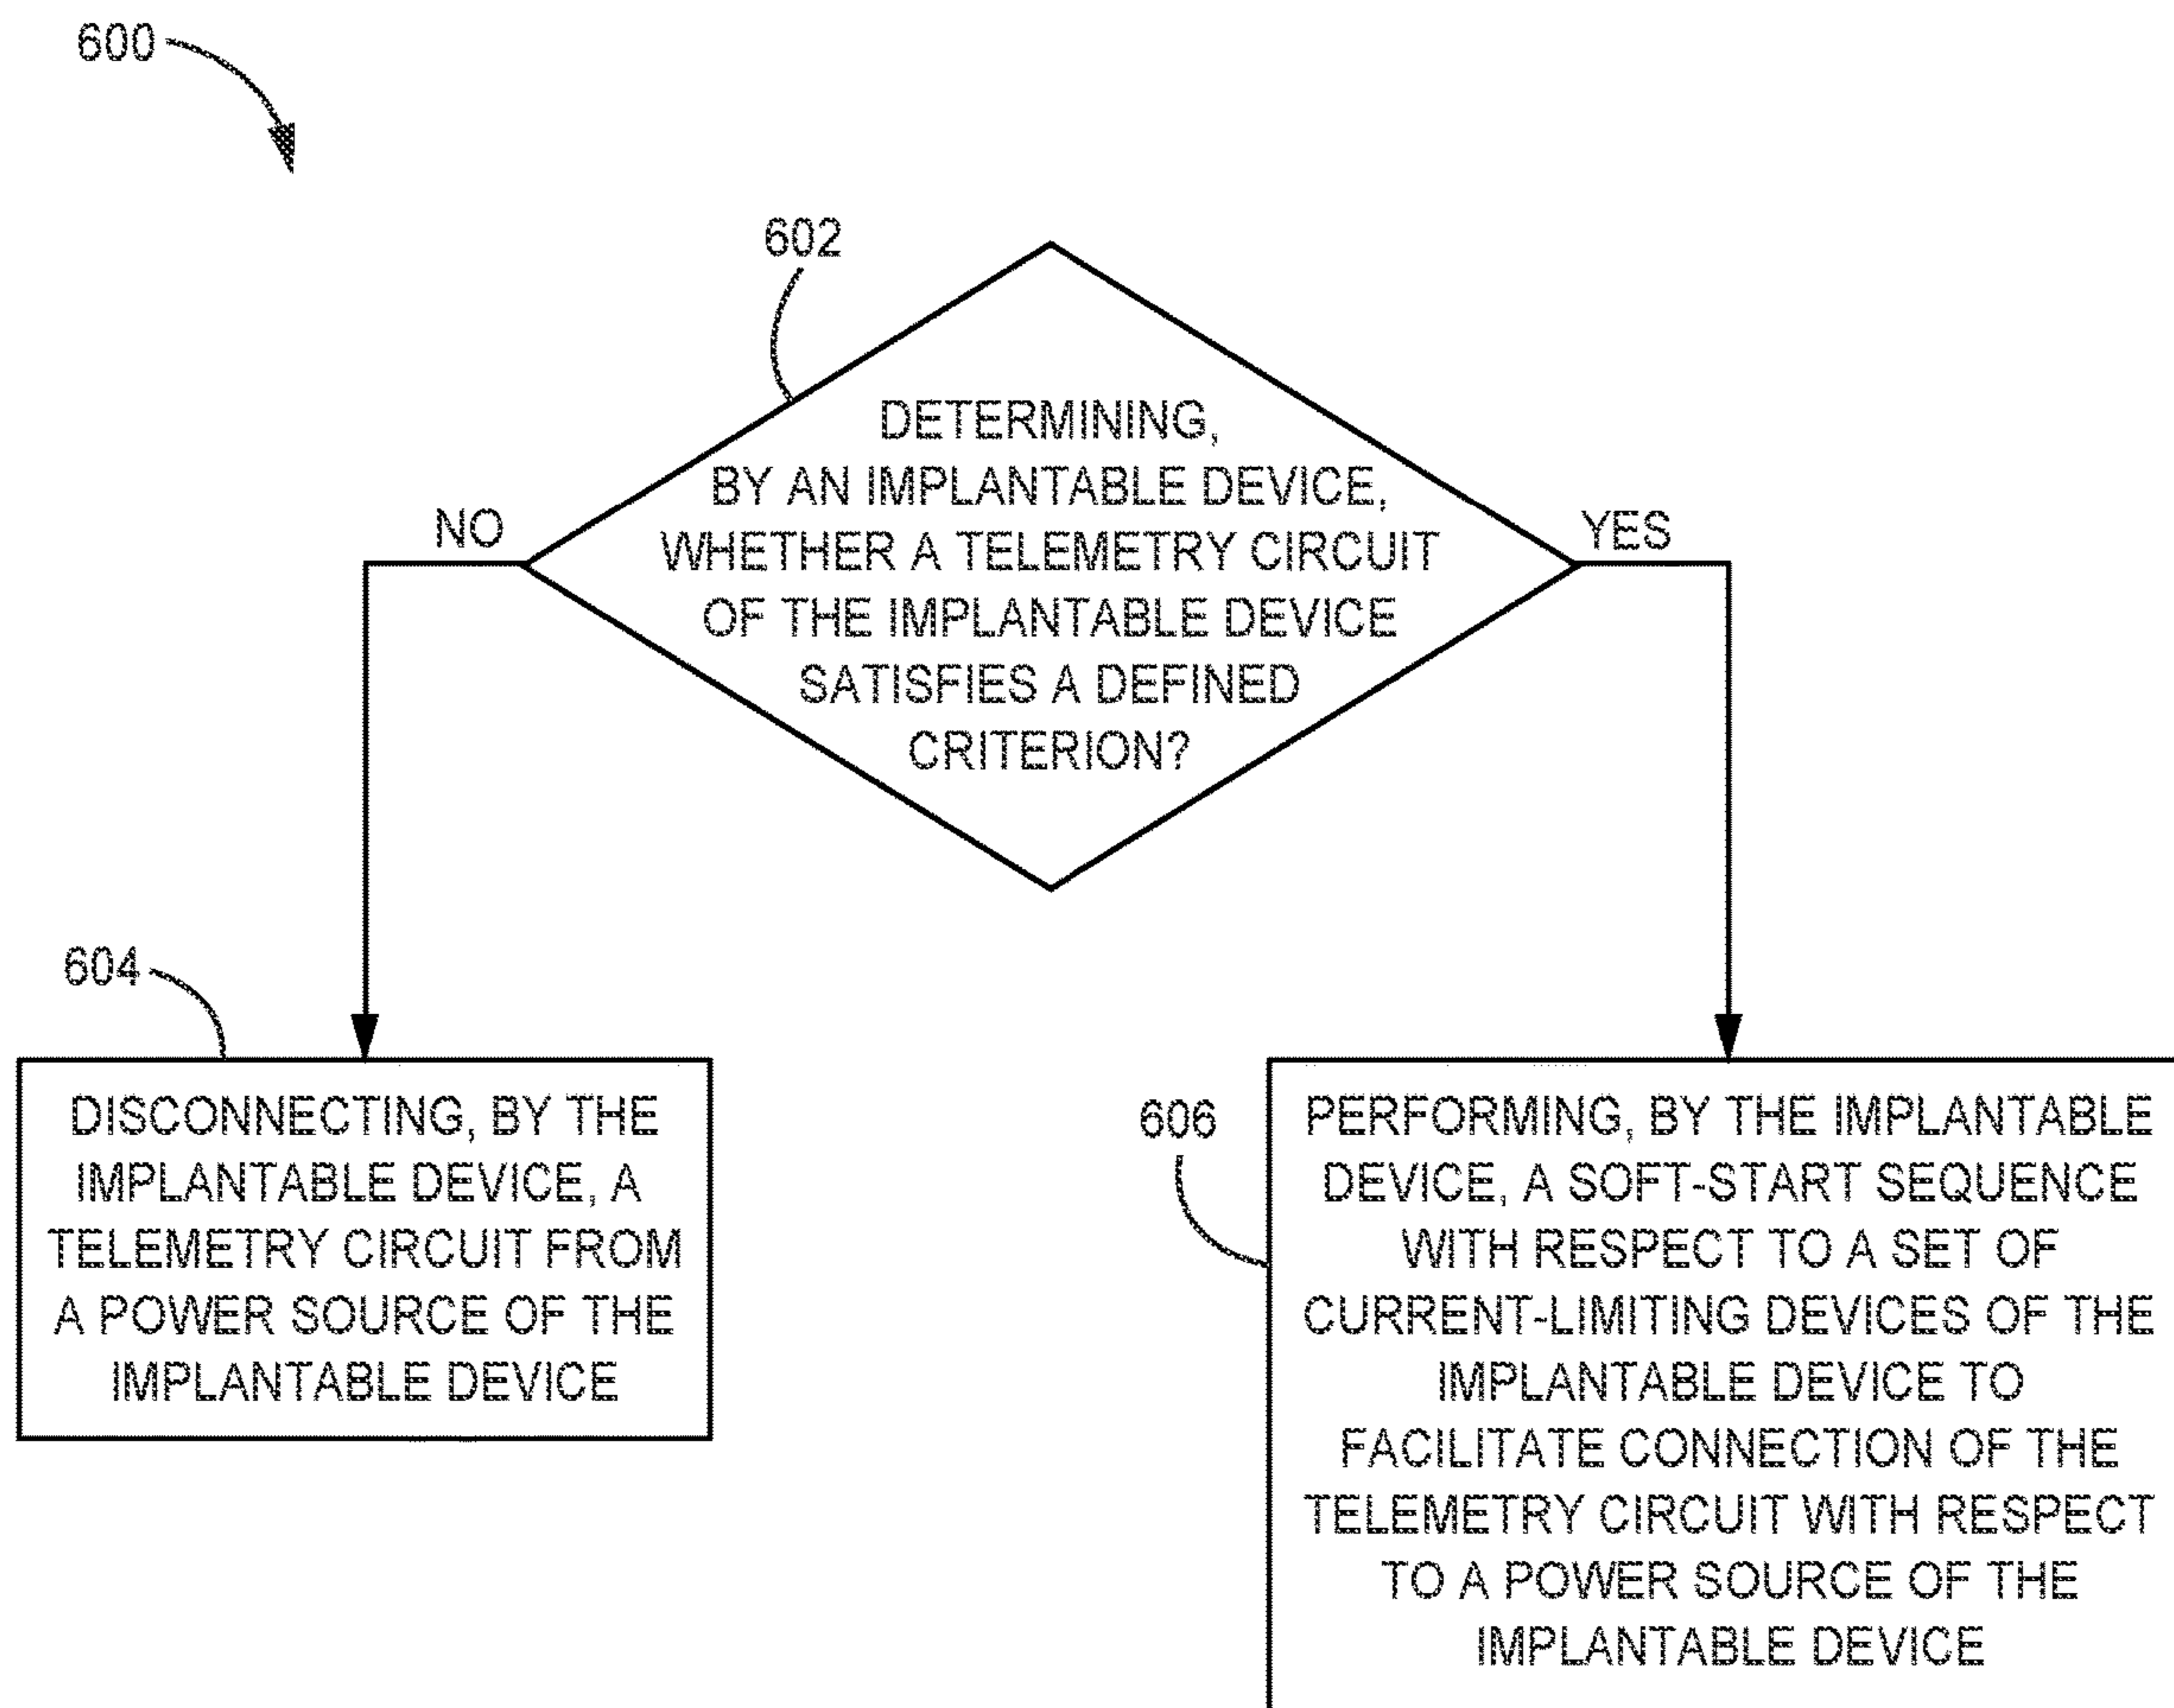 600
602
DETERMINING,
BY AN IMPLANTABLE DEVICE,
WHETHER A TELEMETRY CIRCUIT
OF THE IMPLANTABLE DEVICE
SATISFIES A DEFINED
CRITERION?
NO
YES
604
DISCONNECTING, BY THE
IMPLANTABLE DEVICE, A
TELEMETRY CIRCUIT FROM
A POWER SOURCE OF THE
IMPLANTABLE DEVICE
606
PERFORMING, BY THE IMPLANTABLE
DEVICE, A SOFT-START SEQUENCE
WITH RESPECT TO A SET OF
CURRENT-LIMITING DEVICES OF THE
IMPLANTABLE DEVICE TO
FACILITATE CONNECTION OF THE
TELEMETRY CIRCUIT WITH RESPECT
TO A POWER SOURCE OF THE
IMPLANTABLE DEVICE